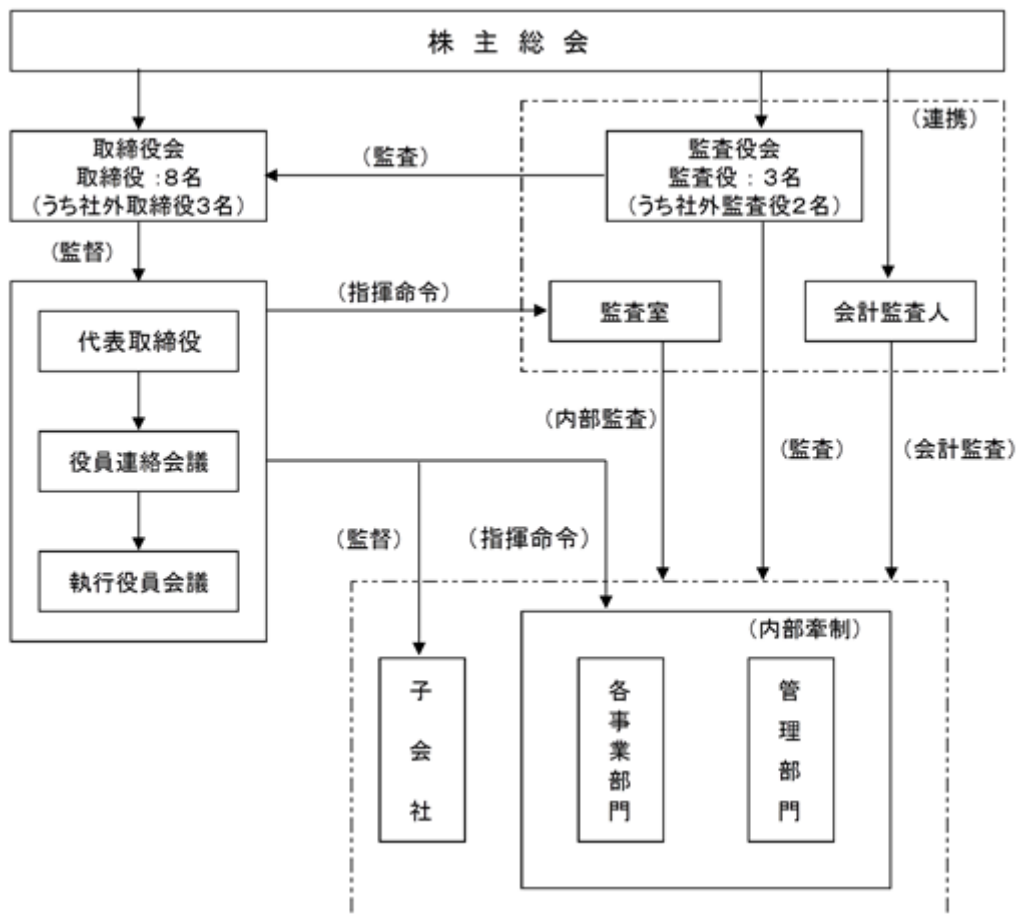 株主総会
(連携)
取締役会
取締役:8名
(うち社外取締役3名)
(監査)
監査役会
監査役:3名
(うち社外監査役2名)
(監督)
(指揮命令)
監査室
会計監査人
代表取締役
(内部監査)
(監査)
(会計監査)
役員連絡会議
(監督)
(指揮命令)
執行役員会議
(内部牽制)
子会社
各事業部門
管理部門